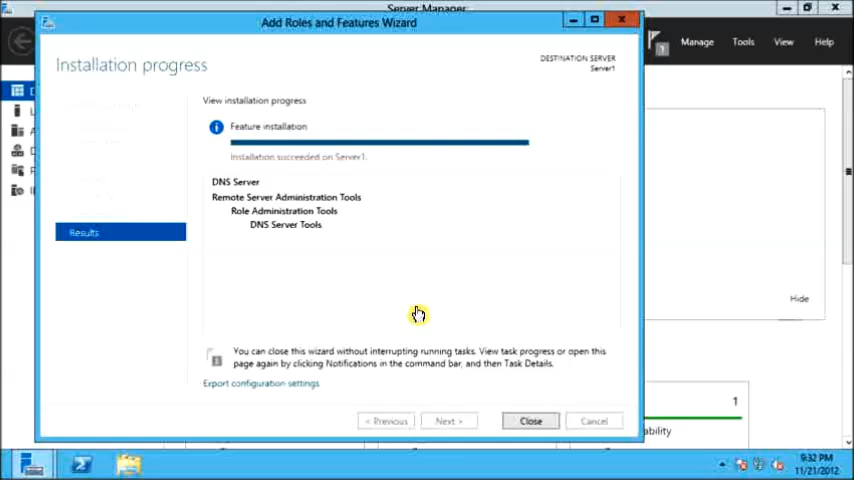 Server Manager
Add Roles and Features Wizard
Manage Tools View Help
1
Installation progress
DESTINATION SERVER
Server1
View installation progress
Feature installation
Installation succeeded on Server1.
DNS Server
Remote Server Administration Tools
Role Administration Tools
DNS Server Tools
Results
Hide
You can close this wizard without interrupting running tasks. View task progress or open this
page again by clicking Notifications in the command bar, and then Task Details.
Export configuration settings
1
ability
< Previous Next > Close Cancel
9:32 PM
11/21/2012